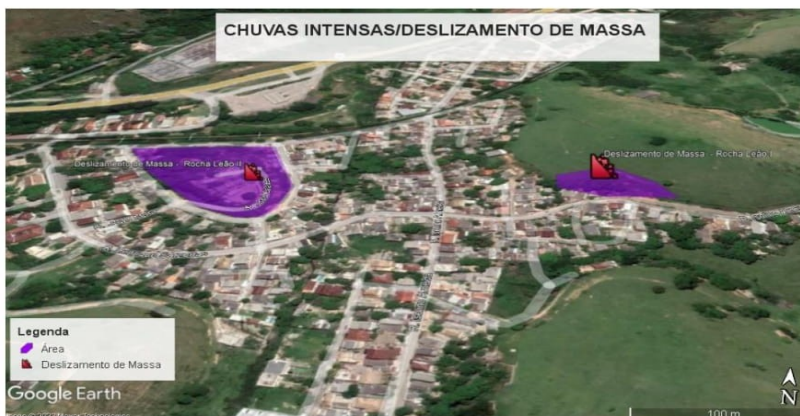 CHUVAS INTENSAS/DESLIZAMENTO DE MASSA
Deslizamento de Massa - Rocha Leão II
Deslizamento de Massa - Rocha Leão I
Legenda
Área
Deslizamento de Massa
Google Earth
N
100 m